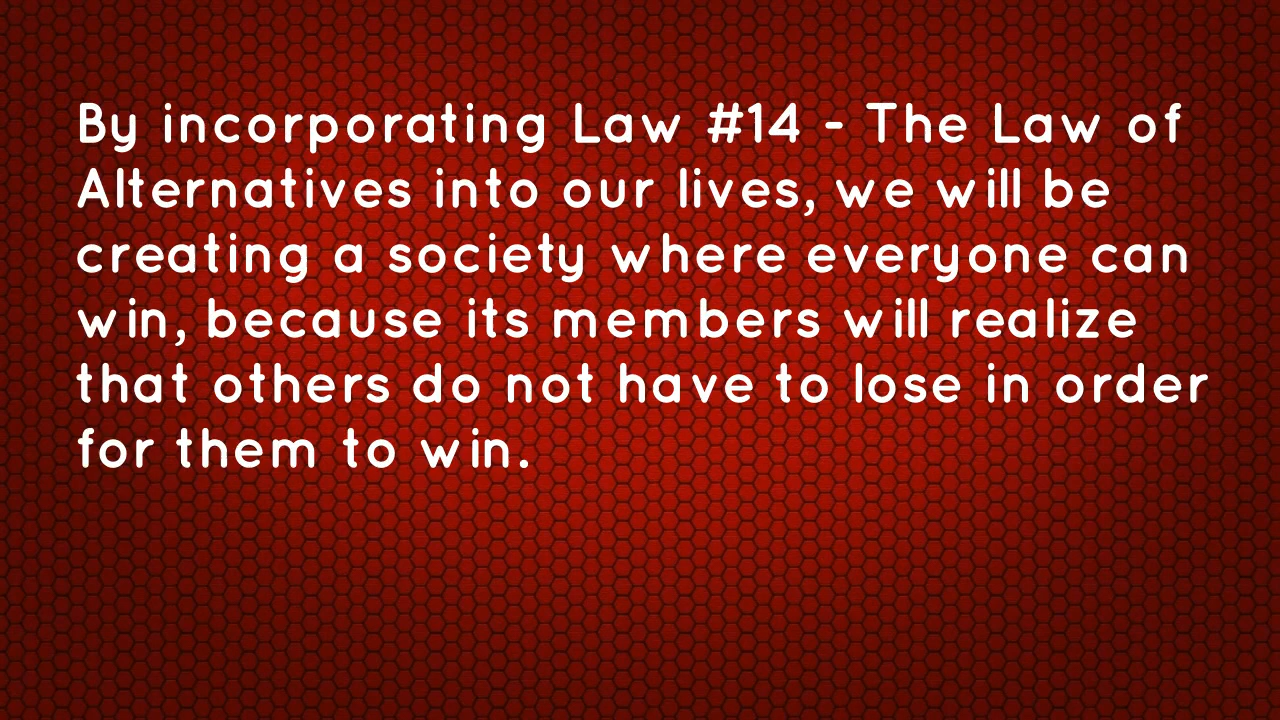 By incorporating Law #14 - The Law of
Alternatives into our lives, we will be
creating a society where everyone can
win, because its members will realize
that others do not have to lose in order
for them to win.